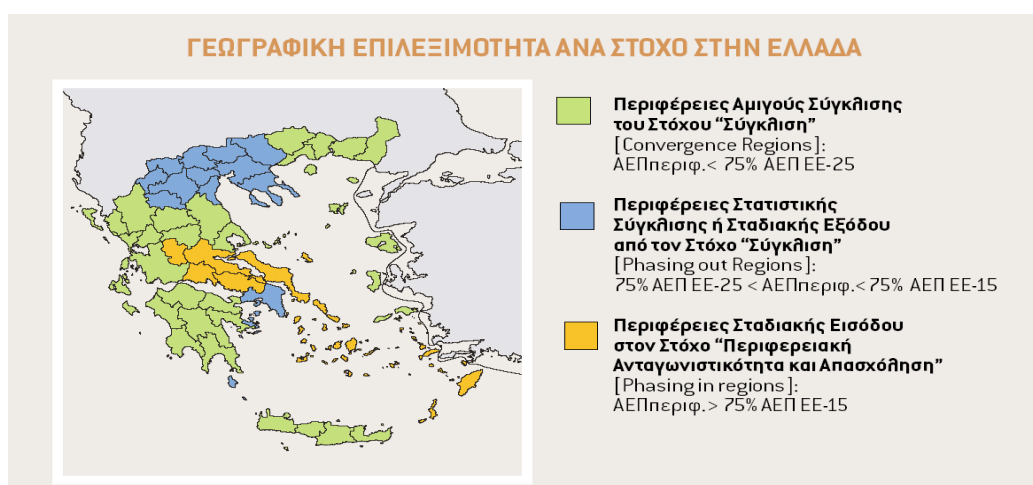 ΓΕΩΓΡΑΦΙΚΗ ΕΠΙΛΕΞΙΜΟΤΗΤΑ ΑΝΑ ΣΤΟΧΟ ΣΤΗΝ ΕΛΛΑΔΑ
Περιφέρειες Αμιγούς Σύγκλισης
του Στόχου "Σύγκλιση"
[Convergence Regions]:
ΑΕΠπεριφ.< 75% ΑΕΠ ΕΕ-25
Περιφέρειες Στατιστικής
Σύγκλισης ή Σταδιακής Εξόδου
από τον Στόχο "Σύγκλιση"
[Phasing out Regions]:
75% ΑΕΠ ΕΕ-25 < ΑΕΠπεριφ.< 75% ΑΕΠ ΕΕ-15
Περιφέρειες Σταδιακής Εισόδου
στον Στόχο "Περιφερειακή
Ανταγωνιστικότητα και Απασχόληση"
[Phasing in regions]:
ΑΕΠπεριφ.> 75% ΑΕΠ ΕΕ-15